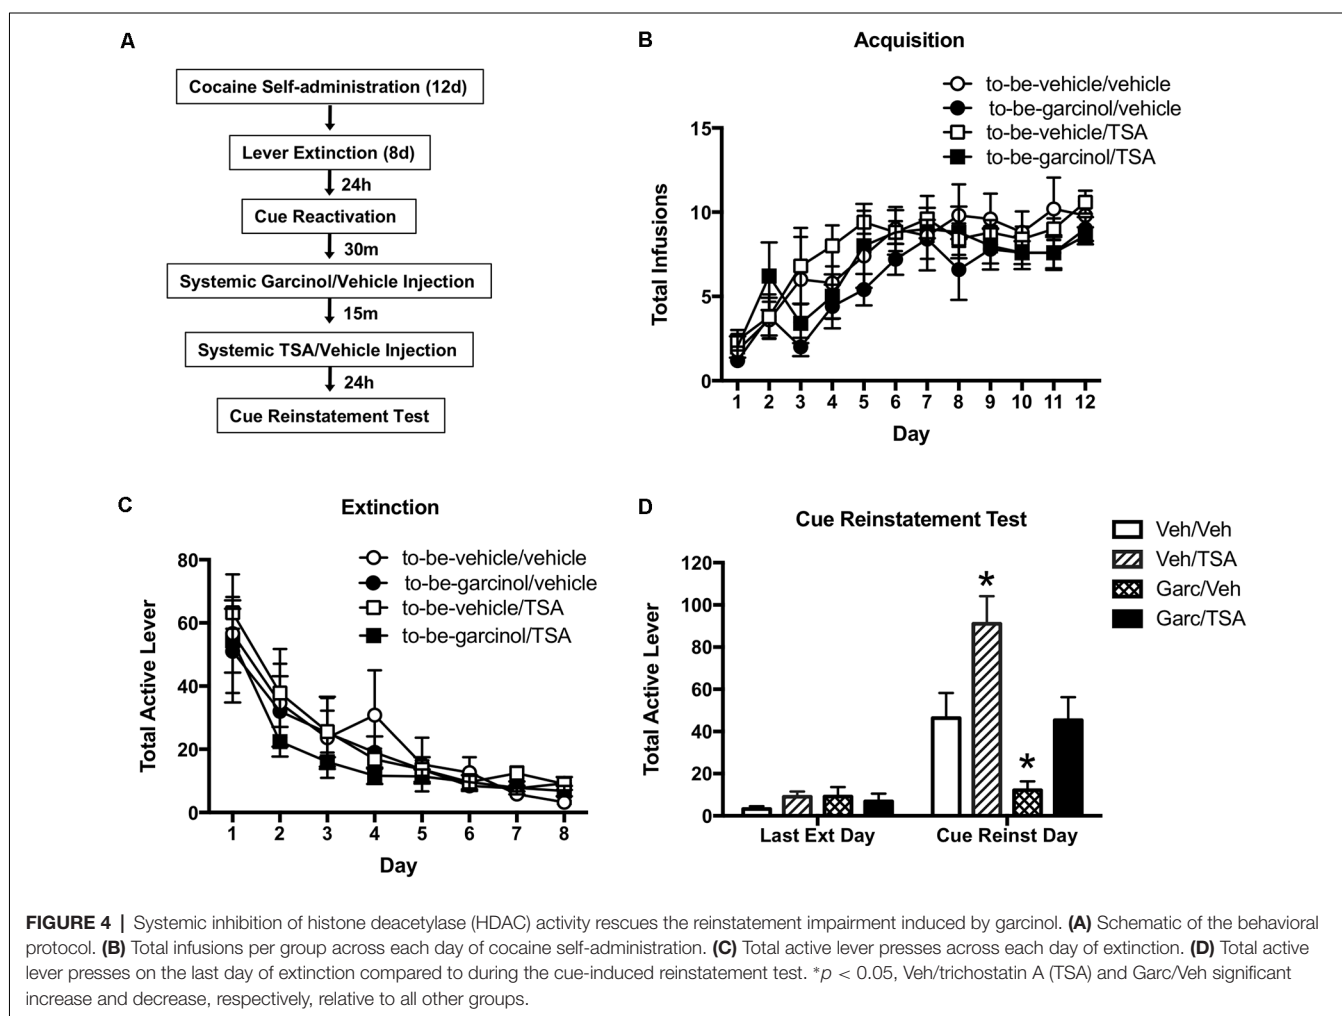 A
Cocaine Self-administration (12d)
Lever Extinction (8d)
24h
Cue Reactivation
30m
Systemic Garcinol/Vehicle Injection
15m
Systemic TSA/Vehicle Injection
24h
Cue Reinstatement Test
B
Acquisition
to-be-vehicle/vehicle
to-be-garcinol/vehicle
to-be-vehicle/TSA
to-be-garcinol/TSA
Total Infusions
15
10
5
0
1 2 3 4 5 6 7 8 9 10 11 12
Day
C
Extinction
to-be-vehicle/vehicle
to-be-garcinol/vehicle
to-be-vehicle/TSA
to-be-garcinol/TSA
Total Active Lever
80
60
40
20
0
1 2 3 4 5 6 7 8
Day
D
Cue Reinstatement Test
Veh/Veh
Veh/TSA
Garc/Veh
Garc/TSA
Total Active Lever
120
100
80
60
40
20
0
*
*
Last Ext Day Cue Reinst Day
FIGURE 4 | Systemic inhibition of histone deacetylase (HDAC) activity rescues the reinstatement impairment induced by garcinol. (A) Schematic of the behavioral
protocol. (B) Total infusions per group across each day of cocaine self-administration. (C) Total active lever presses across each day of extinction. (D) Total active
lever presses on the last day of extinction compared to during the cue-induced reinstatement test. *p < 0.05, Veh/trichostatin A (TSA) and Garc/Veh significant
increase and decrease, respectively, relative to all other groups.